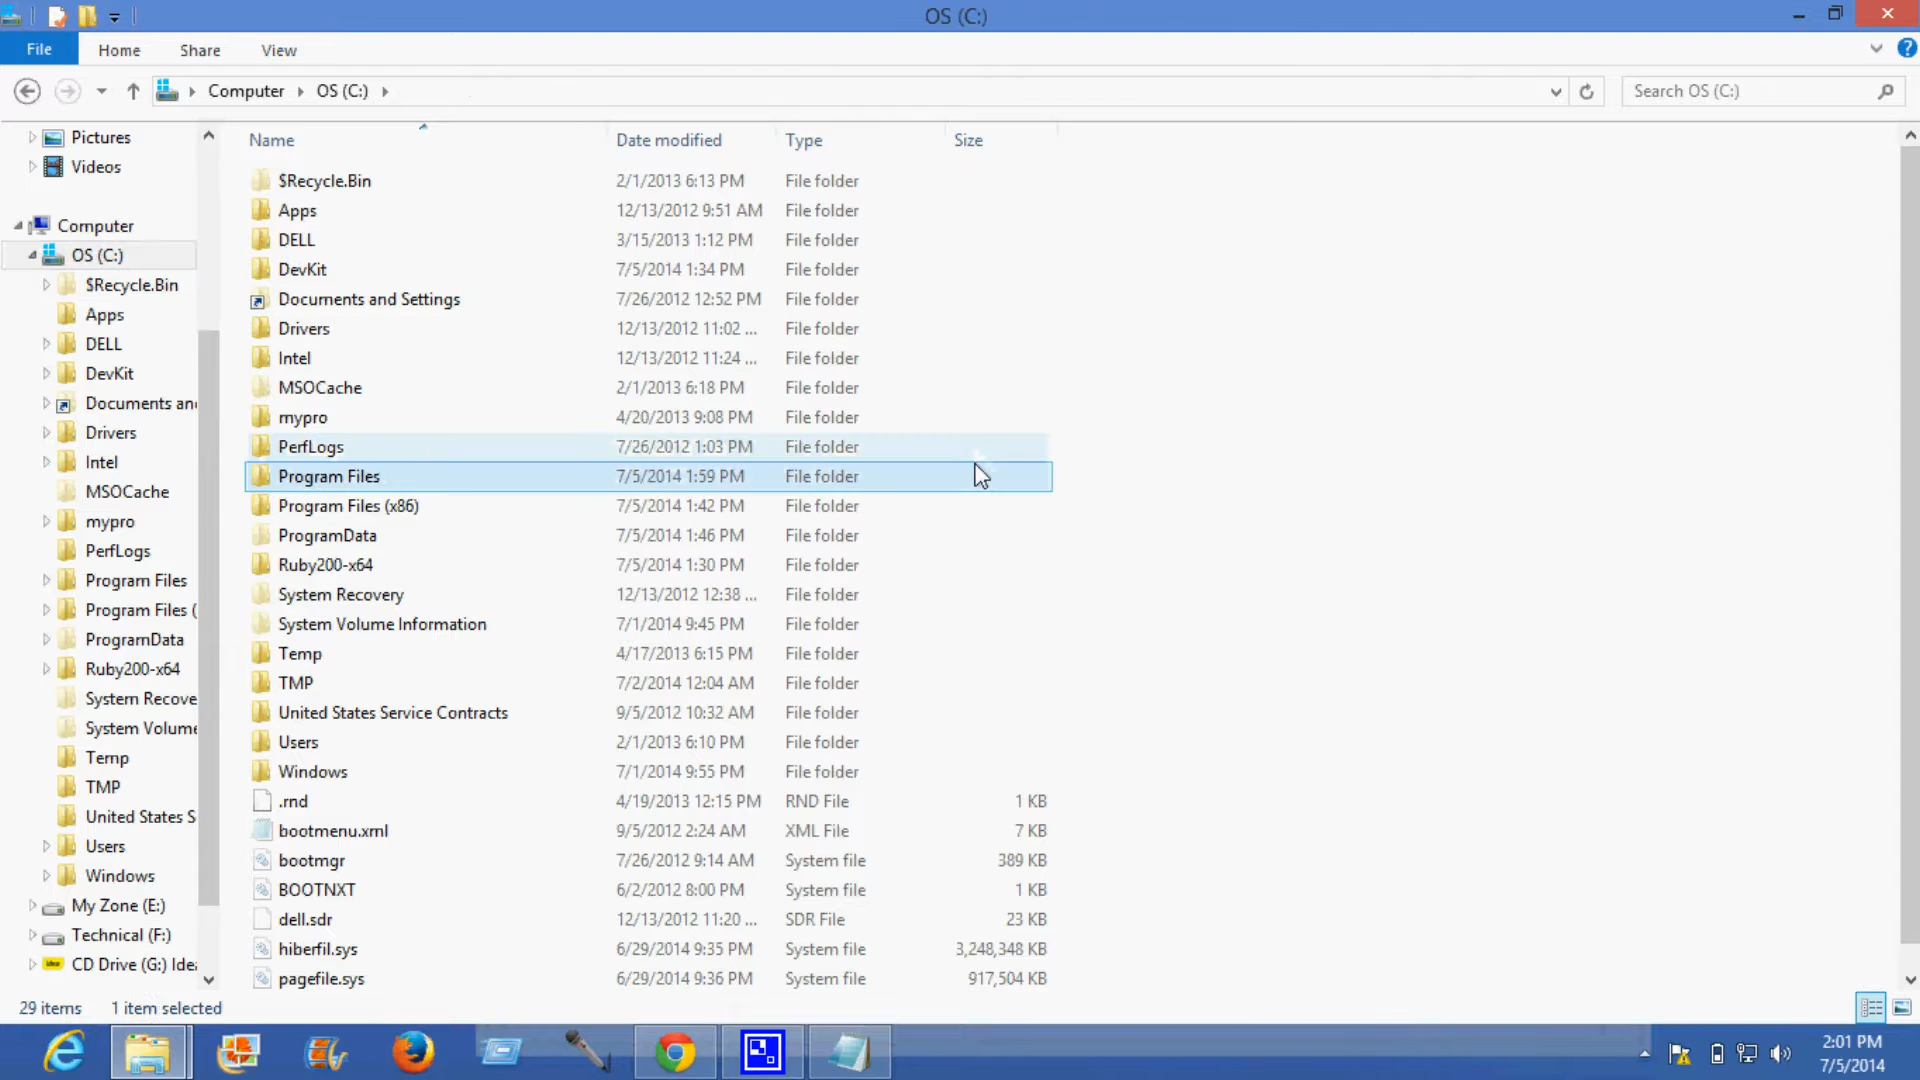 OS (C:)
File Home Share View
Computer OS (C:) Search OS (C:)
Pictures
Videos
Computer
OS (C:)
$Recycle.Bin
Apps
DELL
DevKit
Documents an
Drivers
Intel
MSOCache
mypro
PerfLogs
Program Files
Program Files (
ProgramData
Ruby200-x64
System Recove
System Volume
Temp
TMP
United States S
Users
Windows
My Zone (E:)
Technical (F:)
CD Drive (G:) Idea
Name Date modified Type Size
$Recycle.Bin 2/1/2013 6:13 PM File folder
Apps 12/13/2012 9:51 AM File folder
DELL 3/15/2013 1:12 PM File folder
DevKit 7/5/2014 1:34 PM File folder
Documents and Settings 7/26/2012 12:52 PM File folder
Drivers 12/13/2012 11:02 ... File folder
Intel 12/13/2012 11:24 ... File folder
MSOCache 2/1/2013 6:18 PM File folder
mypro 4/20/2013 9:08 PM File folder
PerfLogs 7/26/2012 1:03 PM File folder
Program Files 7/5/2014 1:59 PM File folder
Program Files (x86) 7/5/2014 1:42 PM File folder
ProgramData 7/5/2014 1:46 PM File folder
Ruby200-x64 7/5/2014 1:30 PM File folder
System Recovery 12/13/2012 12:38 ... File folder
System Volume Information 7/1/2014 9:45 PM File folder
Temp 4/17/2013 6:15 PM File folder
TMP 7/2/2014 12:04 AM File folder
United States Service Contracts 9/5/2012 10:32 AM File folder
Users 2/1/2013 6:10 PM File folder
Windows 7/1/2014 9:55 PM File folder
.rnd 4/19/2013 12:15 PM RND File 1 KB
bootmenu.xml 9/5/2012 2:24 AM XML File 7 KB
bootmgr 7/26/2012 9:14 AM System file 389 KB
BOOTNXT 6/2/2012 8:00 PM System file 1 KB
dell.sdr 12/13/2012 11:20 ... SDR File 23 KB
hiberfil.sys 6/29/2014 9:35 PM System file 3,248,348 KB
pagefile.sys 6/29/2014 9:36 PM System file 917,504 KB
29 items 1 item selected
2:01 PM
7/5/2014